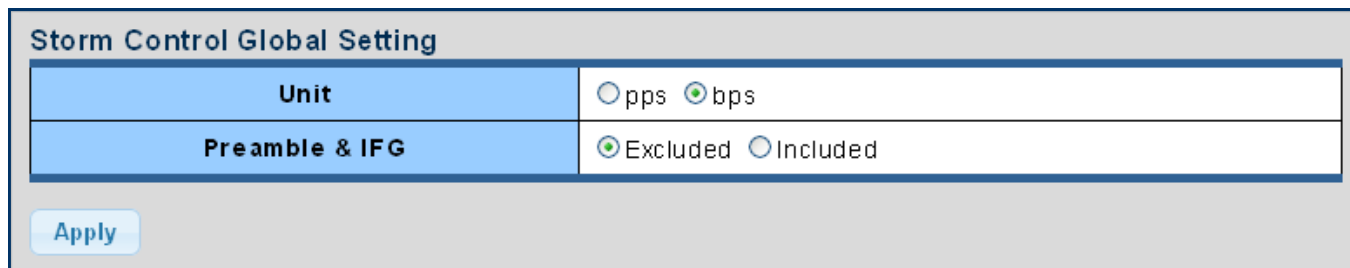 Storm Control Global Setting
Unit pps bps
Preamble & IFG Excluded Included
Apply